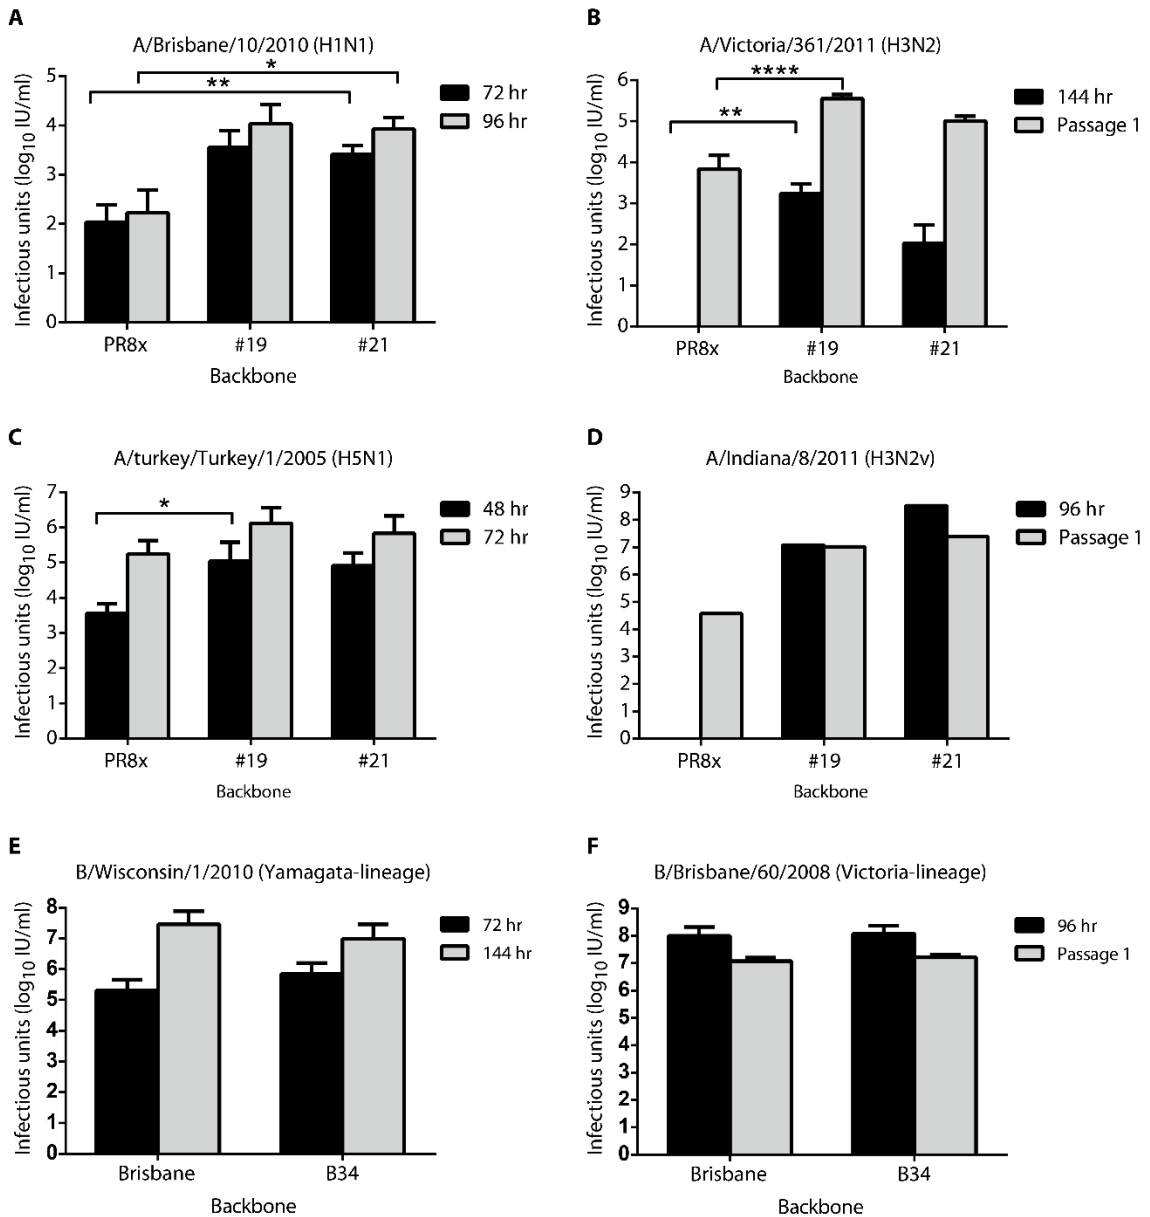 A
A/Brisbane/10/2010 (H1N1)
Infectious units (log10 IU/ml)
5
4
3
2
1
0
**
*
72 hr
96 hr
PR8x #19 #21
Backbone
B
A/Victoria/361/2011 (H3N2)
Infectious units (log10 IU/ml)
6
5
4
3
2
1
0
****
**
144 hr
Passage 1
PR8x #19 #21
Backbone
C
A/turkey/Turkey/1/2005 (H5N1)
Infectious units (log10 IU/ml)
7
6
5
4
3
2
1
0
*
48 hr
72 hr
PR8x #19 #21
Backbone
D
A/Indiana/8/2011 (H3N2v)
Infectious units (log10 IU/ml)
9
8
7
6
5
4
3
2
1
0
96 hr
Passage 1
PR8x #19 #21
Backbone
E
B/Wisconsin/1/2010 (Yamagata-lineage)
Infectious units (log10 IU/ml)
8
7
6
5
4
3
2
1
0
72 hr
144 hr
Brisbane B34
Backbone
F
B/Brisbane/60/2008 (Victoria-lineage)
Infectious units (log10 IU/ml)
9
8
7
6
5
4
3
2
1
0
96 hr
Passage 1
Brisbane B34
Backbone